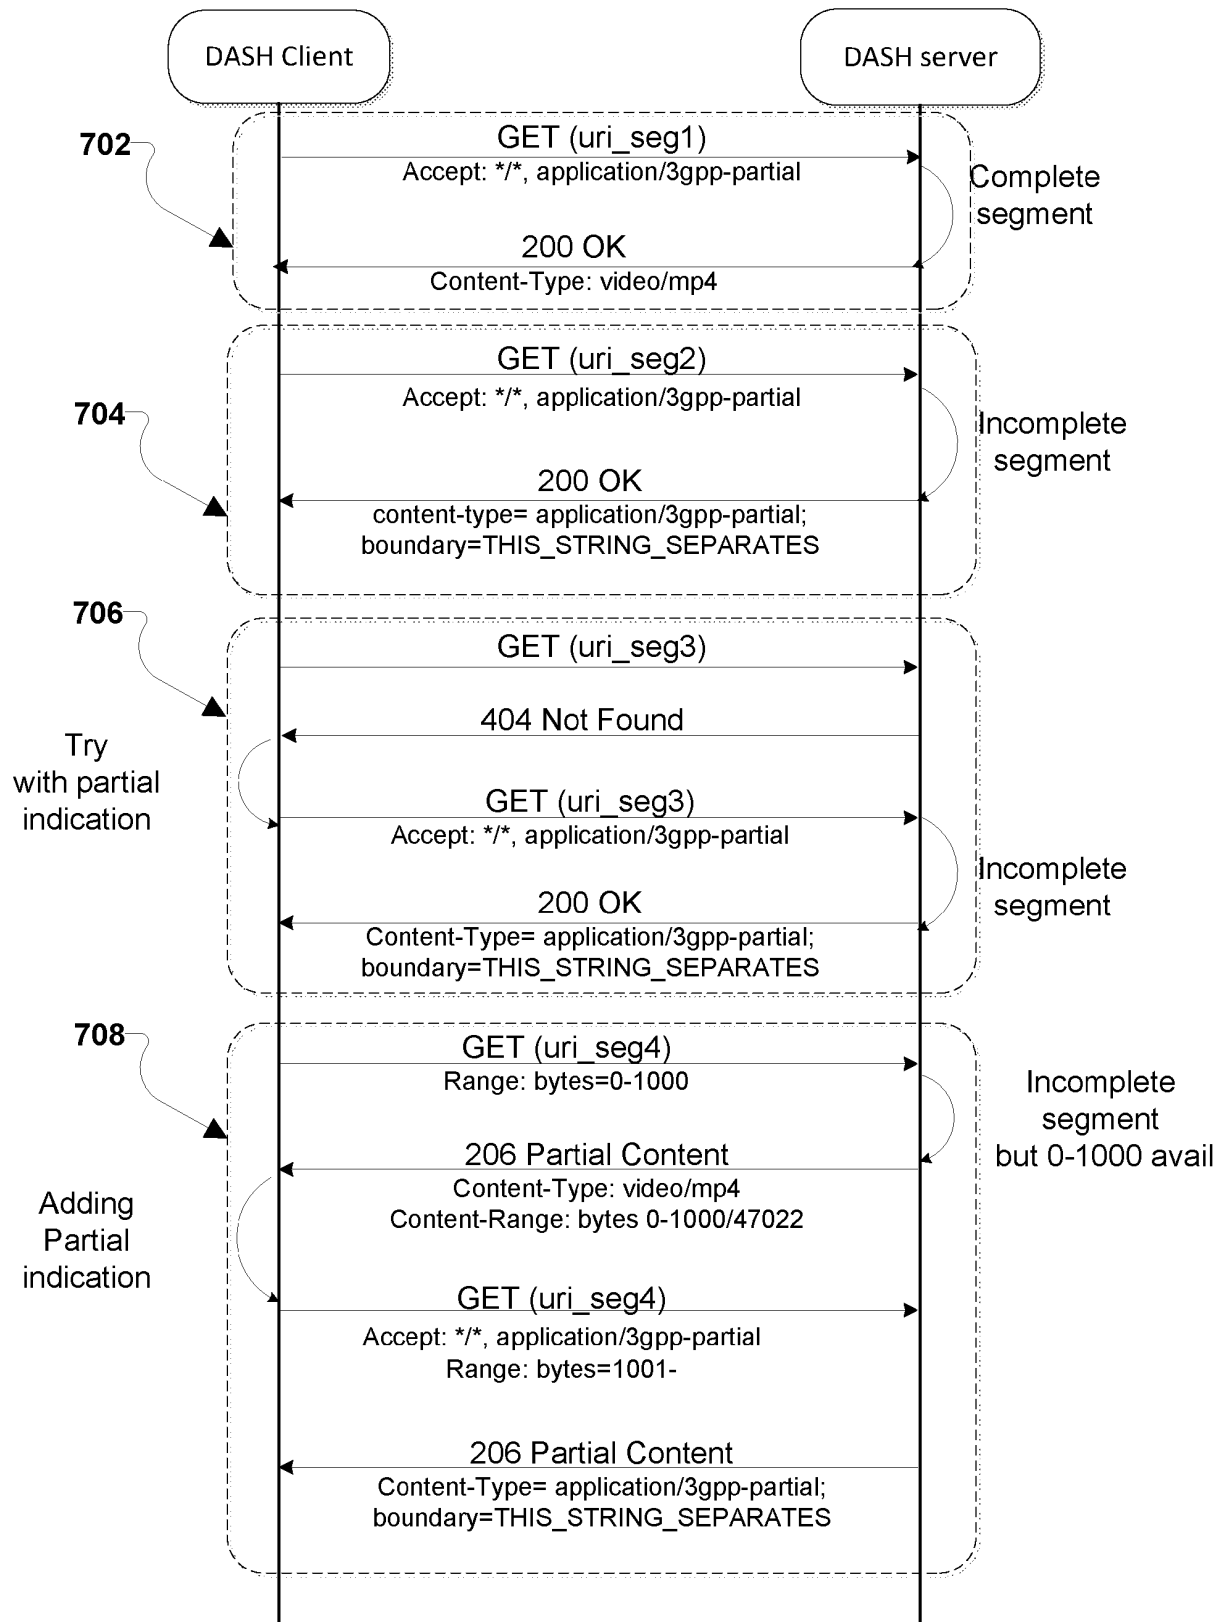 DASH Client
DASH server
702
GET (uri_seg1)
Accept: */*, application/3gpp-partial
Complete
segment
200 OK
Content-Type: video/mp4
704
GET (uri_seg2)
Accept: */*, application/3gpp-partial
Incomplete
segment
200 OK
content-type= application/3gpp-partial;
boundary=THIS_STRING_SEPARATES
706
GET (uri_seg3)
404 Not Found
Try
with partial
indication
GET (uri_seg3)
Accept: */*, application/3gpp-partial
Incomplete
segment
200 OK
Content-Type= application/3gpp-partial;
boundary=THIS_STRING_SEPARATES
708
GET (uri_seg4)
Range: bytes=0-1000
Incomplete
segment
but 0-1000 avail
206 Partial Content
Content-Type: video/mp4
Content-Range: bytes 0-1000/47022
Adding
Partial
indication
GET (uri_seg4)
Accept: */*, application/3gpp-partial
Range: bytes=1001-
206 Partial Content
Content-Type= application/3gpp-partial;
boundary=THIS_STRING_SEPARATES